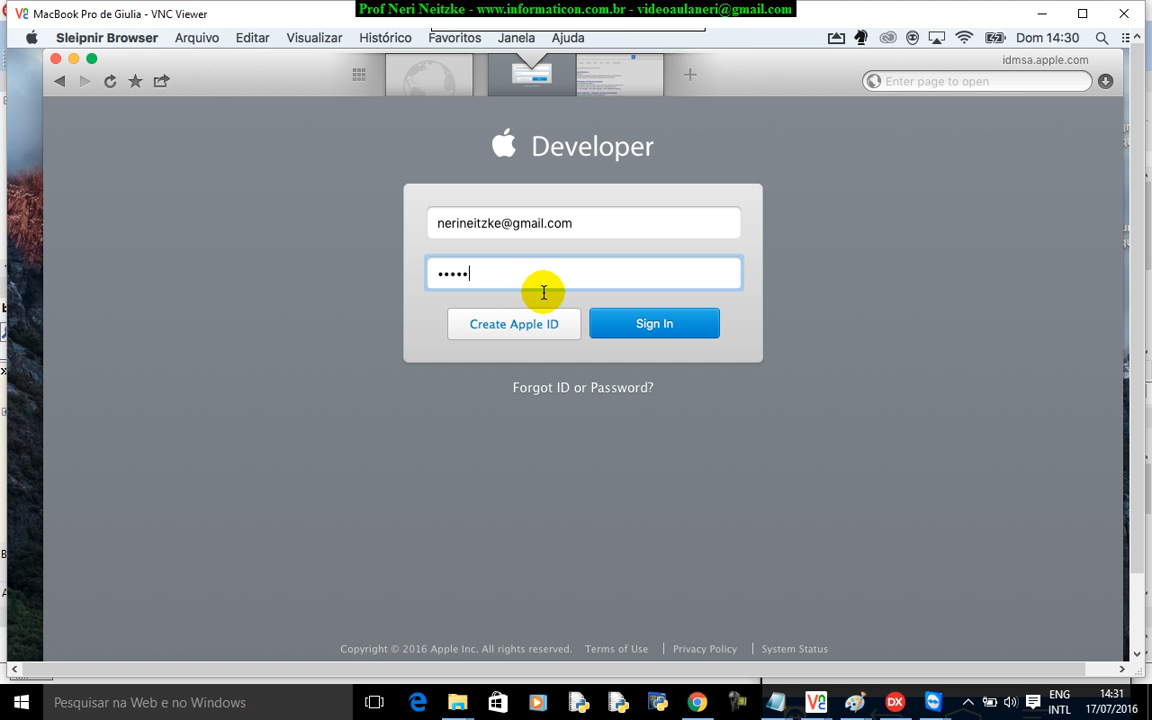 Prof Neri Neitzke - www.informaticon.com.br - videoaulaneri@gmail.com
MacBook Pro de Giulia - VNC Viewer
Sleipnir Browser Arquivo Editar Visualizar Histórico Favoritos Janela Ajuda Dom 14:30
idmsa.apple.com
Enter page to open
Developer
nerineitzke@gmail.com
•••••
Create Apple ID Sign In
Forgot ID or Password?
Copyright © 2016 Apple Inc. All rights reserved. Terms of Use | Privacy Policy | System Status
Pesquisar na Web e no Windows
ENG 14:31
INTL 17/07/2016